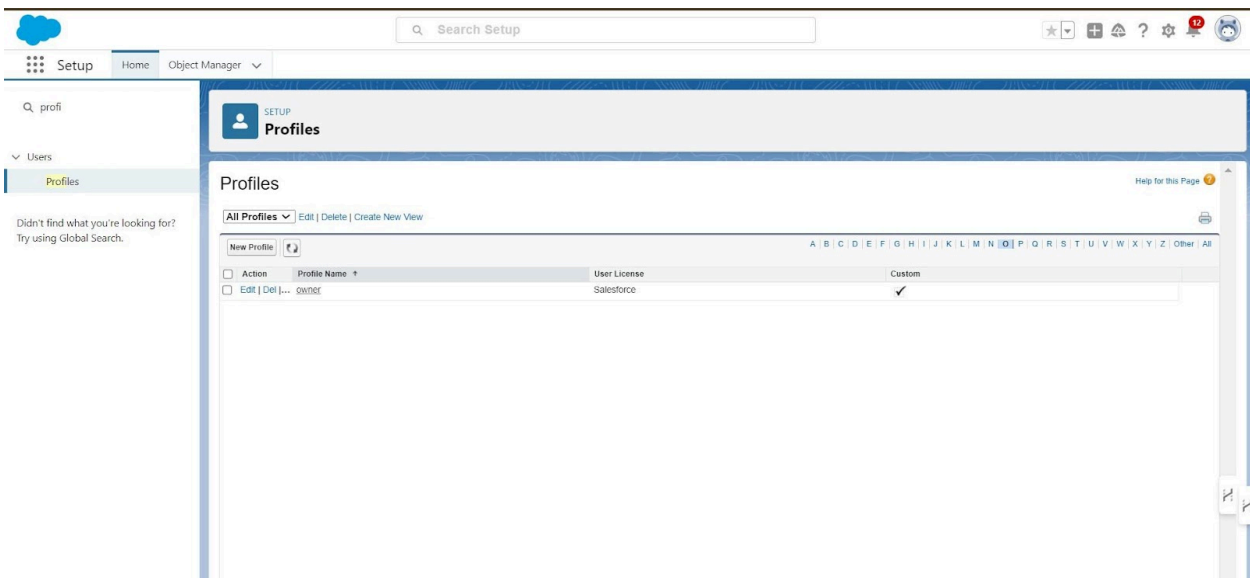 Search Setup
12
Setup Home Object Manager
profi
SETUP
Profiles
Users
Profiles
Didn't find what you're looking for?
Try using Global Search.
Profiles
Help for this Page ?
All Profiles Edit | Delete | Create New View
New Profile A | B | C | D | E | F | G | H | I | J | K | L | M | N | O | P | Q | R | S | T | U | V | W | X | Y | Z | Other | All
Action Profile Name User License Custom
Edit | Del |... owner Salesforce